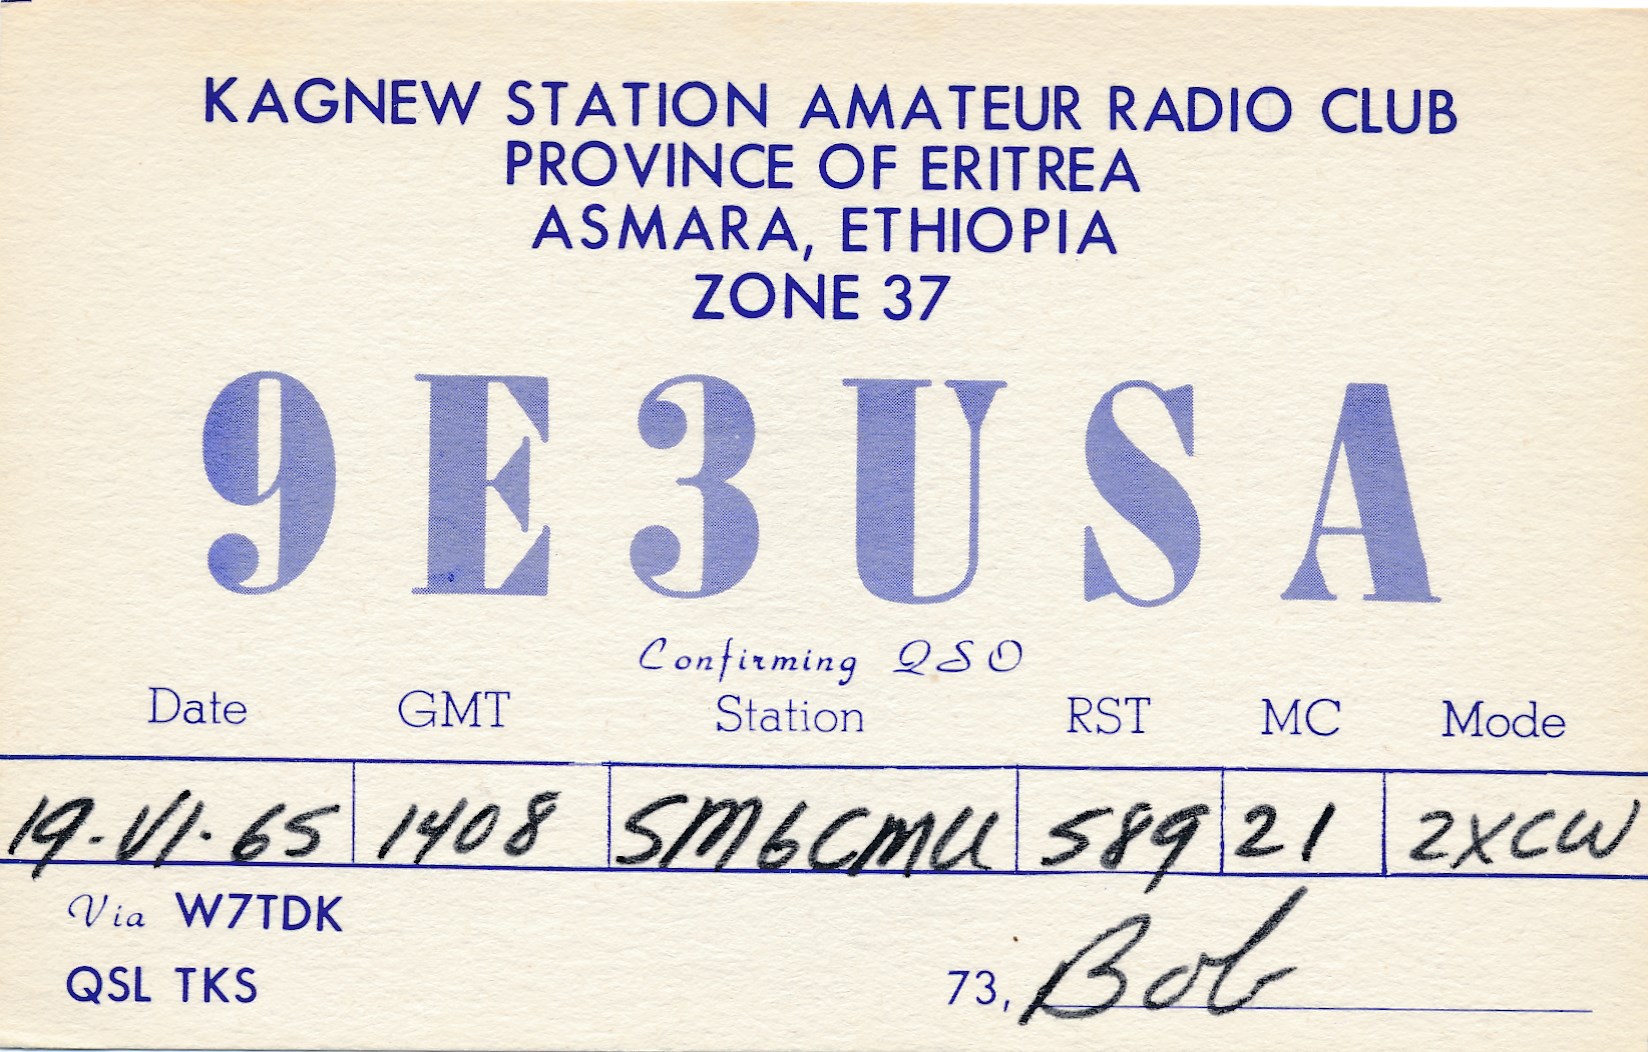 KAGNEW STATION AMATEUR RADIO CLUB
PROVINCE OF ERITREA
ASMARA, ETHIOPIA
ZONE 37
9E3USA
Confirming QSO
Date GMT Station RST MC Mode
19-VI-65 1408 SM6CMU 589 21 2XCW
Via W7TDK
QSL TKS
73, Bob